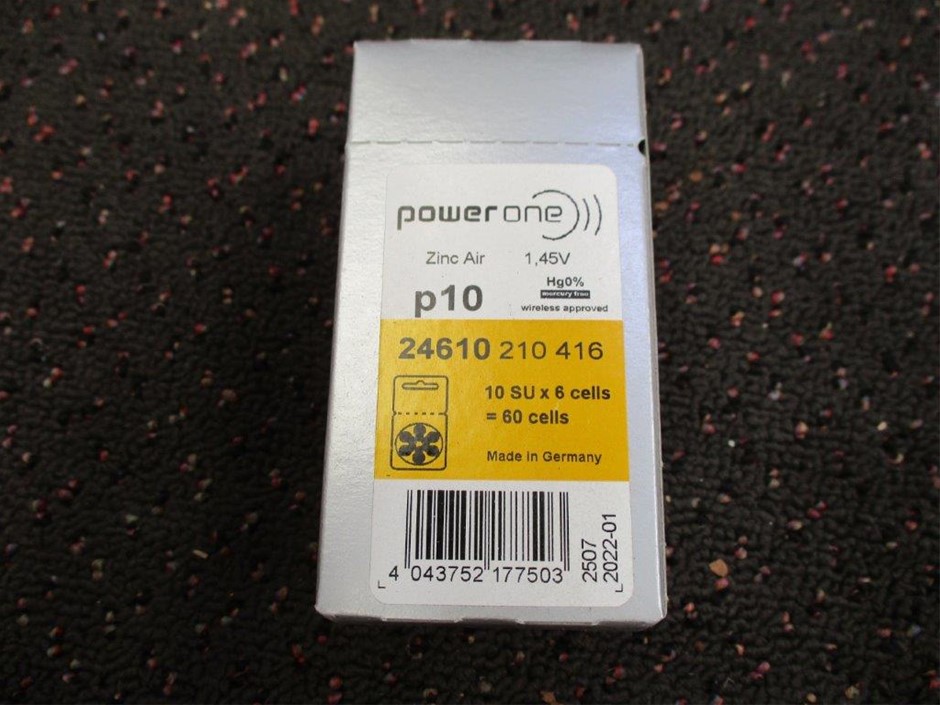 power one
Zinc Air 1,45V
p10
Hg0%
mercury free
wireless approved
24610 210 416
10 SU x 6 cells
= 60 cells
Made in Germany
4 043752 177503
2507
2022-01